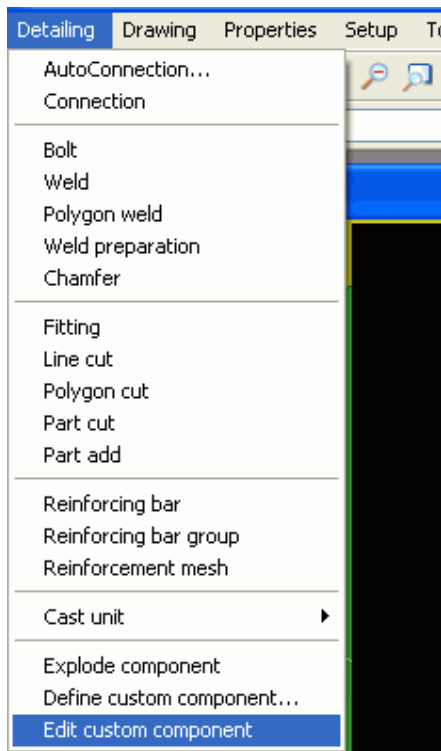 Detailing Drawing Properties Setup
AutoConnection...
Connection
Bolt
Weld
Polygon weld
Weld preparation
Chamfer
Fitting
Line cut
Polygon cut
Part cut
Part add
Reinforcing bar
Reinforcing bar group
Reinforcement mesh
Cast unit
Explode component
Define custom component...
Edit custom component